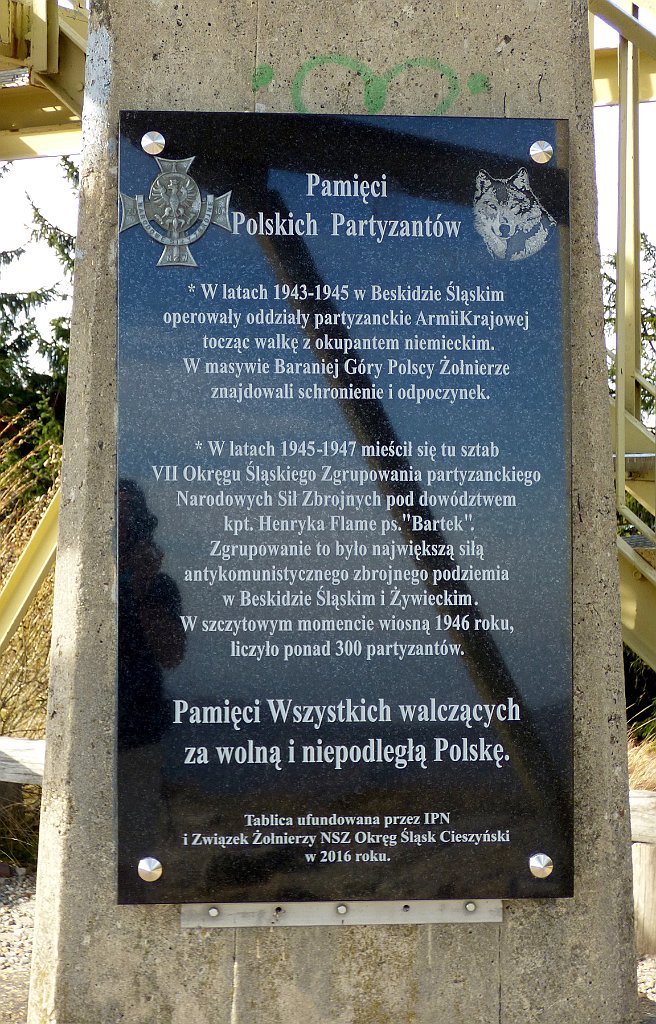 Pamięci
Polskich Partyzantów
* W latach 1943-1945 w Beskidzie Śląskim
operowały oddziały partyzanckie ArmiiKrajowej
tocząc walkę z okupantem niemieckim.
W masywie Baraniej Góry Polscy Żołnierze
znajdowali schronienie i odpoczynek.
* W latach 1945-1947 mieścił się tu sztab
VII Okręgu Śląskiego Zgrupowania partyzanckiego
Narodowych Sił Zbrojnych pod dowództwem
kpt. Henryka Flame ps."Bartek".
Zgrupowanie to było największą siłą
antykomunistycznego zbrojnego podziemia
w Beskidzie Śląskim i Żywieckim.
W szczytowym momencie wiosną 1946 roku,
liczyło ponad 300 partyzantów.
Pamięci Wszystkich walczących
za wolną i niepodległą Polskę.
Tablica ufundowana przez IPN
i Związek Żołnierzy NSZ Okręg Śląsk Cieszyński
w 2016 roku.